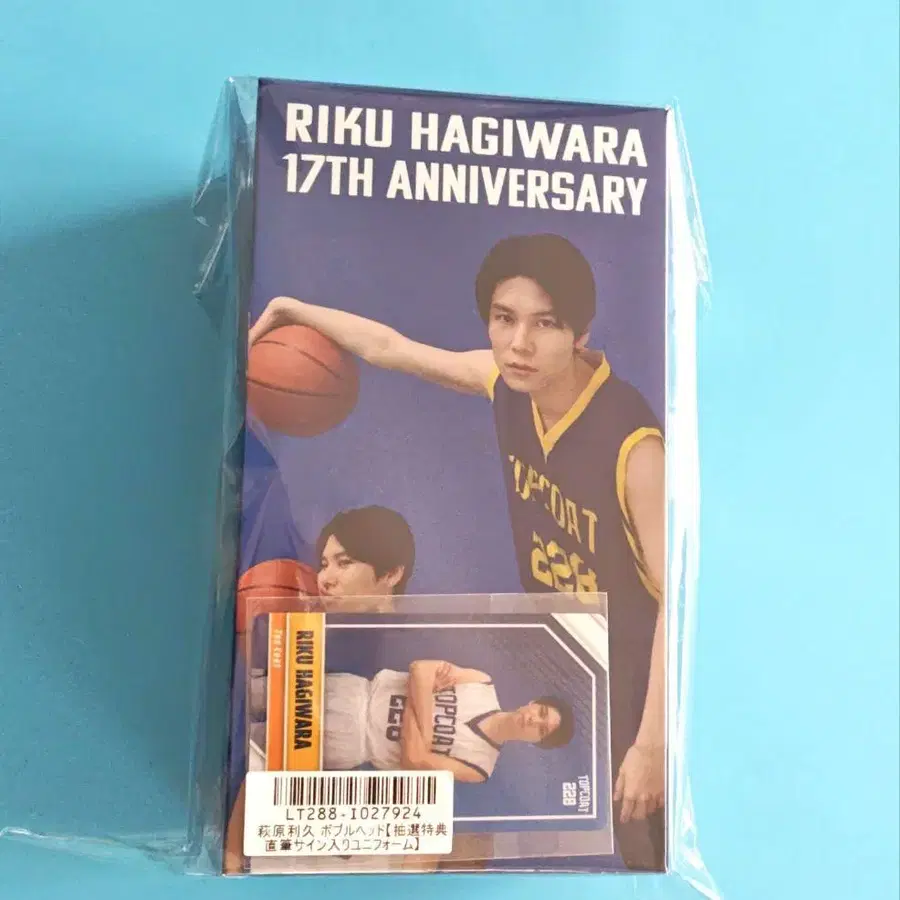 RIKU HAGIWARA
17TH ANNIVERSARY
TOPCOAT
228
RIKU HAGIWARA
Top Coat
TOPCOAT
228
TOPCOAT
228
LT288-I027924
萩原利久 ボブルヘッド【抽選特典
直筆サイン入りユニフォーム】